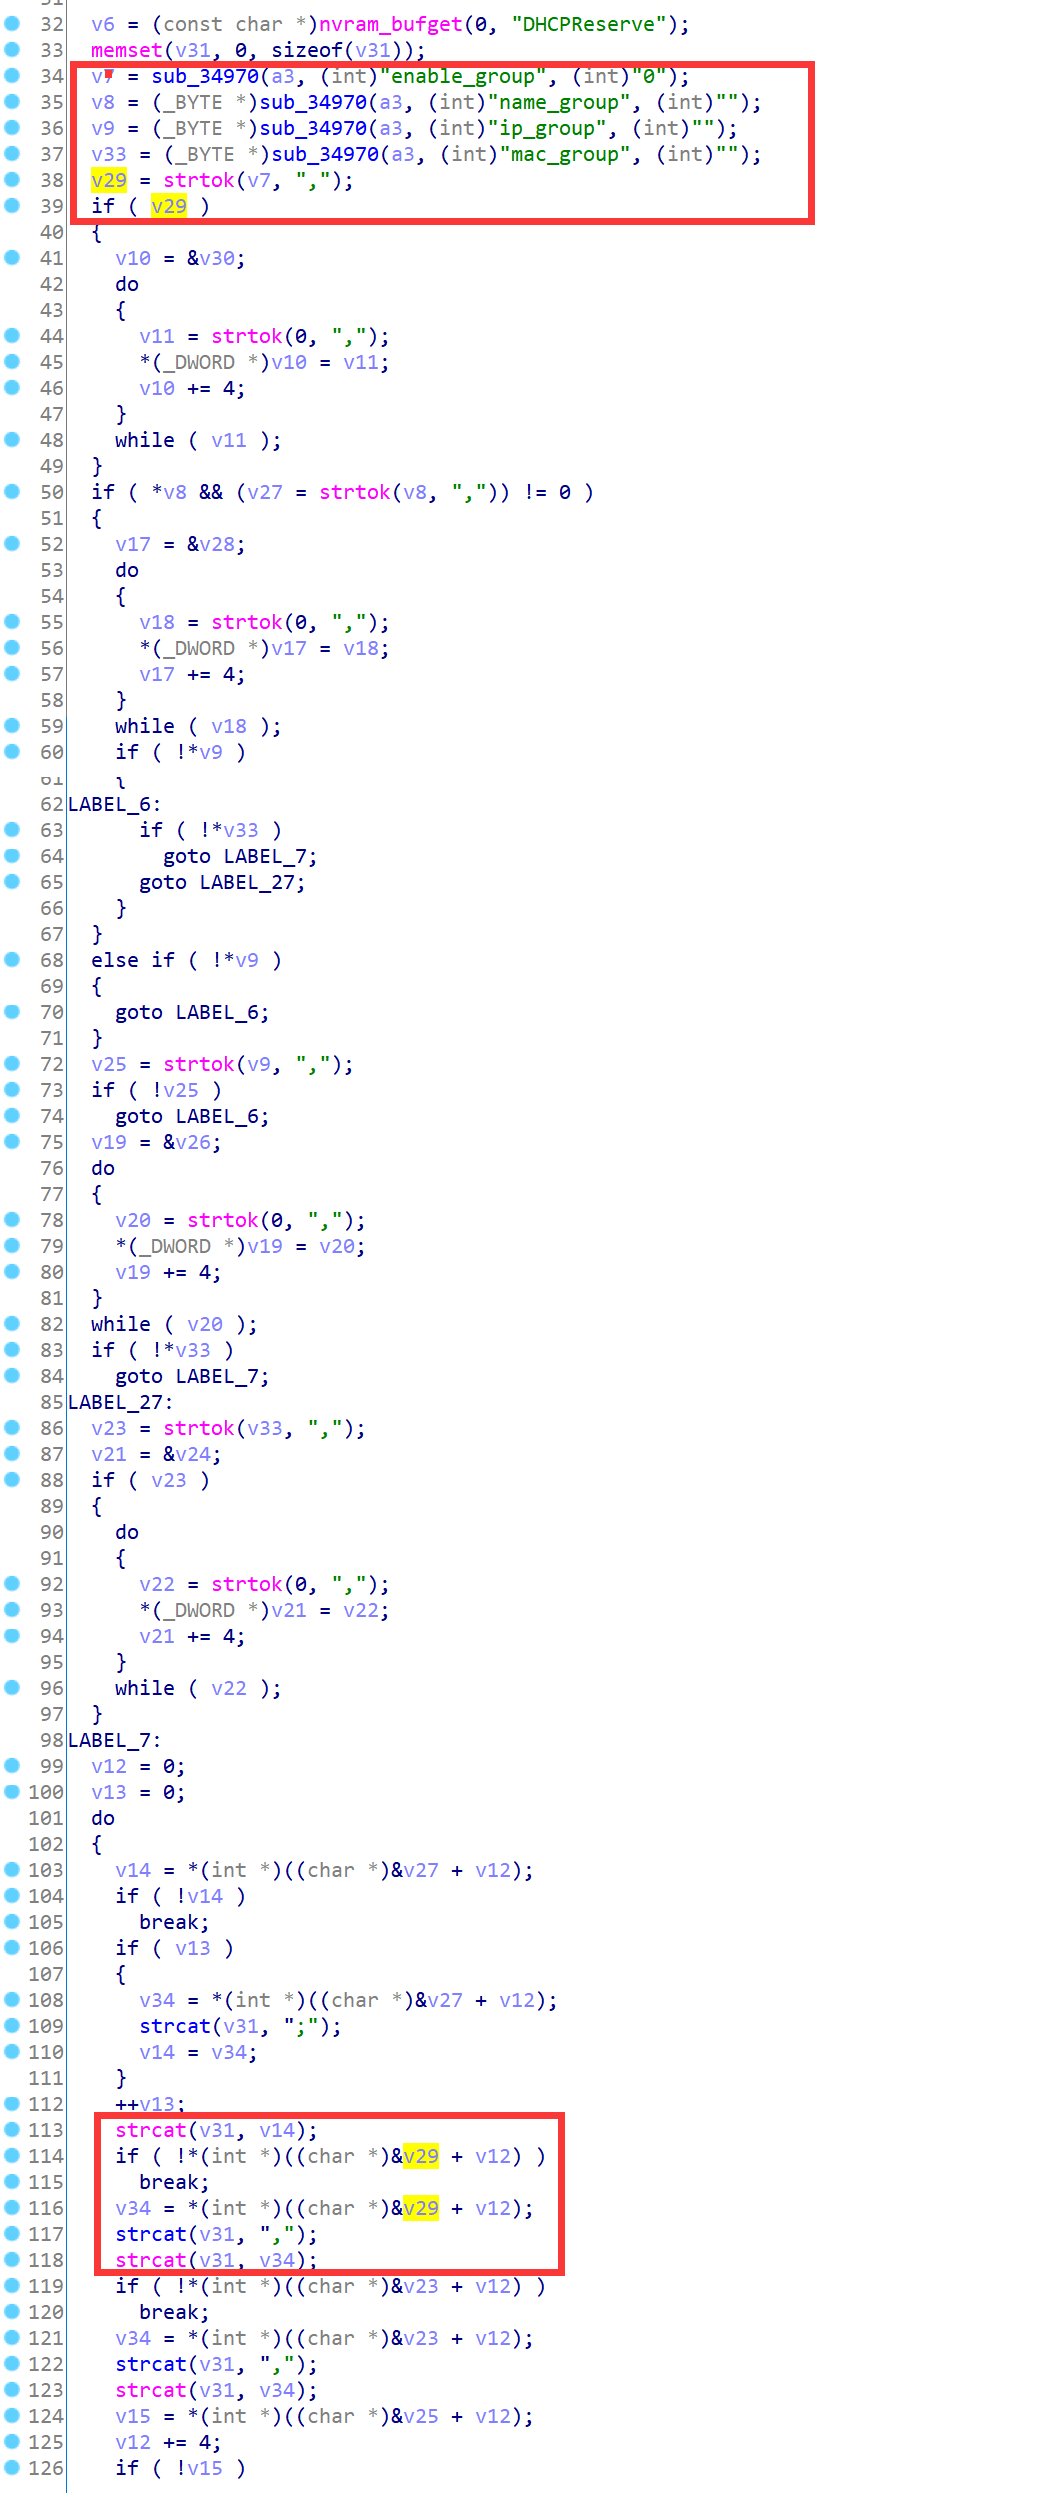 32 v6 = (const char *)nvram_bufget(0, "DHCPReserve");
33 memset(v31, 0, sizeof(v31));
34 v7 = sub_34970(a3, (int)"enable_group", (int)"0");
35 v8 = (_BYTE *)sub_34970(a3, (int)"name_group", (int)"");
36 v9 = (_BYTE *)sub_34970(a3, (int)"ip_group", (int)"");
37 v33 = (_BYTE *)sub_34970(a3, (int)"mac_group", (int)"");
38 v29 = strtok(v7, ",");
39 if ( v29 )
40 {
41 v10 = &v30;
42 do
43 {
44 v11 = strtok(0, ",");
45 *(_DWORD *)v10 = v11;
46 v10 += 4;
47 }
48 while ( v11 );
49 }
50 if ( *v8 && (v27 = strtok(v8, ",")) != 0 )
51 {
52 v17 = &v28;
53 do
54 {
55 v18 = strtok(0, ",");
56 *(_DWORD *)v17 = v18;
57 v17 += 4;
58 }
59 while ( v18 );
60 if ( !*v9 )
61 {
62 LABEL_6:
63 if ( !*v33 )
64 goto LABEL_7;
65 goto LABEL_27;
66 }
67 }
68 else if ( !*v9 )
69 {
70 goto LABEL_6;
71 }
72 v25 = strtok(v9, ",");
73 if ( !v25 )
74 goto LABEL_6;
75 v19 = &v26;
76 do
77 {
78 v20 = strtok(0, ",");
79 *(_DWORD *)v19 = v20;
80 v19 += 4;
81 }
82 while ( v20 );
83 if ( !*v33 )
84 goto LABEL_7;
85 LABEL_27:
86 v23 = strtok(v33, ",");
87 v21 = &v24;
88 if ( v23 )
89 {
90 do
91 {
92 v22 = strtok(0, ",");
93 *(_DWORD *)v21 = v22;
94 v21 += 4;
95 }
96 while ( v22 );
97 }
98 LABEL_7:
99 v12 = 0;
100 v13 = 0;
101 do
102 {
103 v14 = *(int *)((char *)&v27 + v12);
104 if ( !v14 )
105 break;
106 if ( v13 )
107 {
108 v34 = *(int *)((char *)&v27 + v12);
109 strcat(v31, ";");
110 v14 = v34;
111 }
112 ++v13;
113 strcat(v31, v14);
114 if ( !*(int *)((char *)&v29 + v12) )
115 break;
116 v34 = *(int *)((char *)&v29 + v12);
117 strcat(v31, ",");
118 strcat(v31, v34);
119 if ( !*(int *)((char *)&v23 + v12) )
120 break;
121 v34 = *(int *)((char *)&v23 + v12);
122 strcat(v31, ",");
123 strcat(v31, v34);
124 v15 = *(int *)((char *)&v25 + v12);
125 v12 += 4;
126 if ( !v15 )